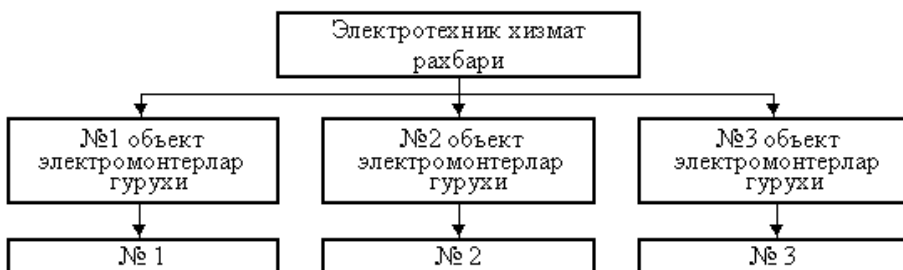 Электротехник хизмат
рахбари
№1 объект
электромонтерлар
гурухи
№2 объект
электромонтерлар
гурухи
№3 объект
электромонтерлар
гурухи
№ 1
№ 2
№ 3